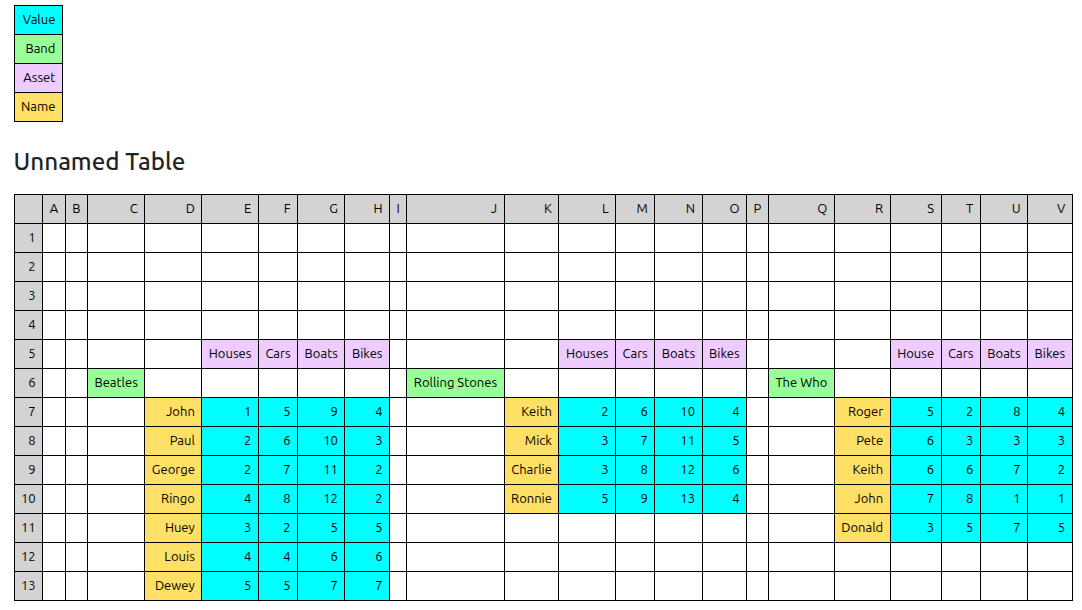 Value
Band
Asset
Name
Unnamed Table
A B C D E F G H I J K L M N O P Q R S T U V
1
2
3
4
5 Houses Cars Boats Bikes Houses Cars Boats Bikes House Cars Boats Bikes
6 Beatles Rolling Stones The Who
7 John 1 5 9 4 Keith 2 6 10 4 Roger 5 2 8 4
8 Paul 2 6 10 3 Mick 3 7 11 5 Pete 6 3 3 3
9 George 2 7 11 2 Charlie 3 8 12 6 Keith 6 6 7 2
10 Ringo 4 8 12 2 Ronnie 5 9 13 4 John 7 8 1 1
11 Huey 3 2 5 5 Donald 3 5 7 5
12 Louis 4 4 6 6
13 Dewey 5 5 7 7